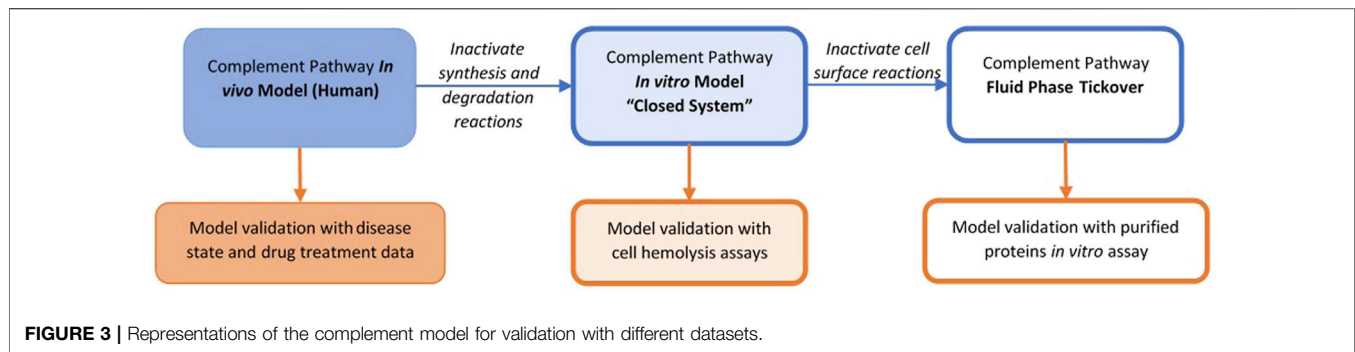 Complement Pathway In
vivo Model (Human)
Inactivate
synthesis and
degradation
reactions
Complement Pathway
In vitro Model
“Closed System”
Inactivate cell
surface reactions
Complement Pathway
Fluid Phase Tickover
Model validation with disease
state and drug treatment data
Model validation with
cell hemolysis assays
Model validation with purified
proteins in vitro assay
FIGURE 3 | Representations of the complement model for validation with different datasets.